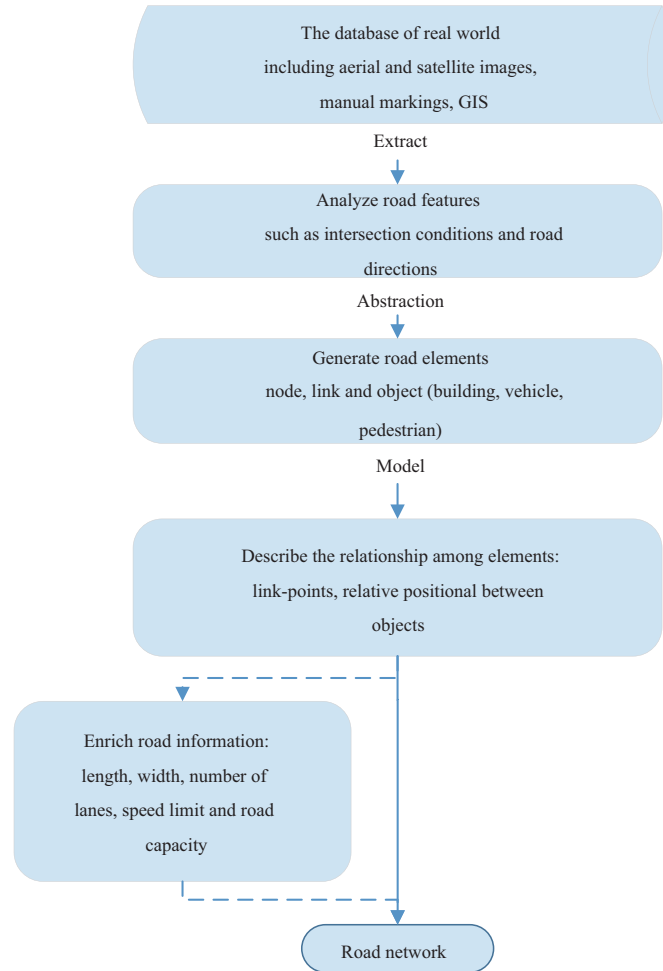 The database of real world
including aerial and satellite images,
manual markings, GIS
Extract
Analyze road features
such as intersection conditions and road
directions
Abstraction
Generate road elements
node, link and object (building, vehicle,
pedestrian)
Model
Describe the relationship among elements:
link-points, relative positional between
objects
Enrich road information:
length, width, number of
lanes, speed limit and road
capacity
Road network